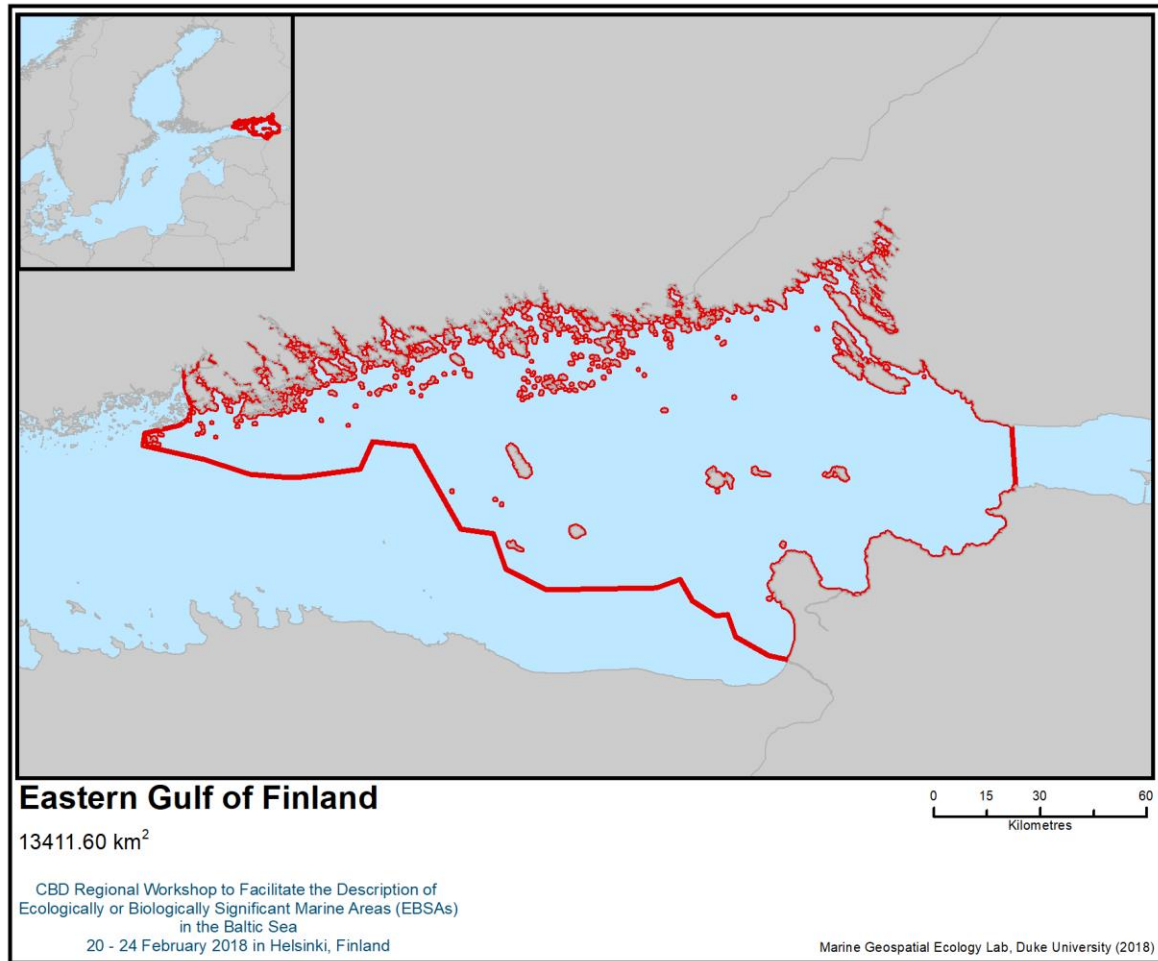 Eastern Gulf of Finland
13411.60 km²
0 15 30 60
Kilometres
CBD Regional Workshop to Facilitate the Description of
Ecologically or Biologically Significant Marine Areas (EBSAs)
in the Baltic Sea
20 - 24 February 2018 in Helsinki, Finland
Marine Geospatial Ecology Lab, Duke University (2018)